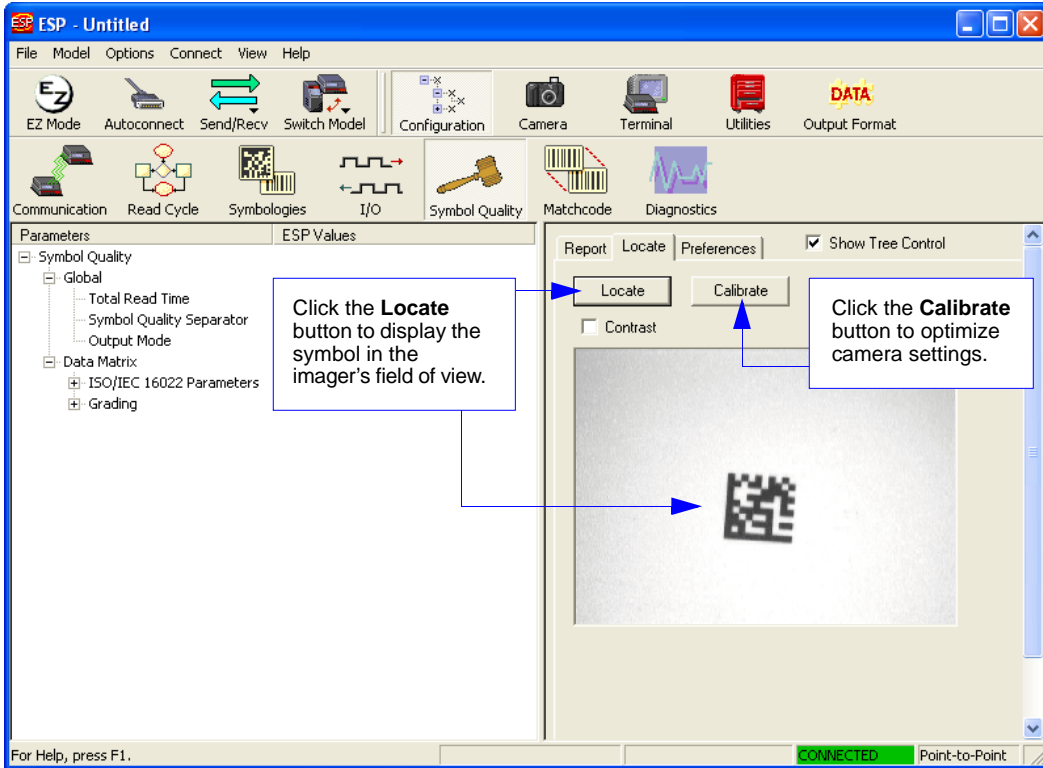 ESP - Untitled
File Model Options Connect View Help
EZ Mode Autoconnect Send/Recv Switch Model Configuration Camera Terminal Utilities DATA Output Format
Communication Read Cycle Symbologies I/O Symbol Quality Matchcode Diagnostics
Parameters ESP Values
Symbol Quality
Global
Total Read Time
Symbol Quality Separator
Output Mode
Data Matrix
ISO/IEC 16022 Parameters
Grading
Click the Locate
button to display the
symbol in the
imager's field of view.
Report Locate Preferences Show Tree Control
Locate Calibrate
Contrast
Click the Calibrate
button to optimize
camera settings.
For Help, press F1. CONNECTED Point-to-Point